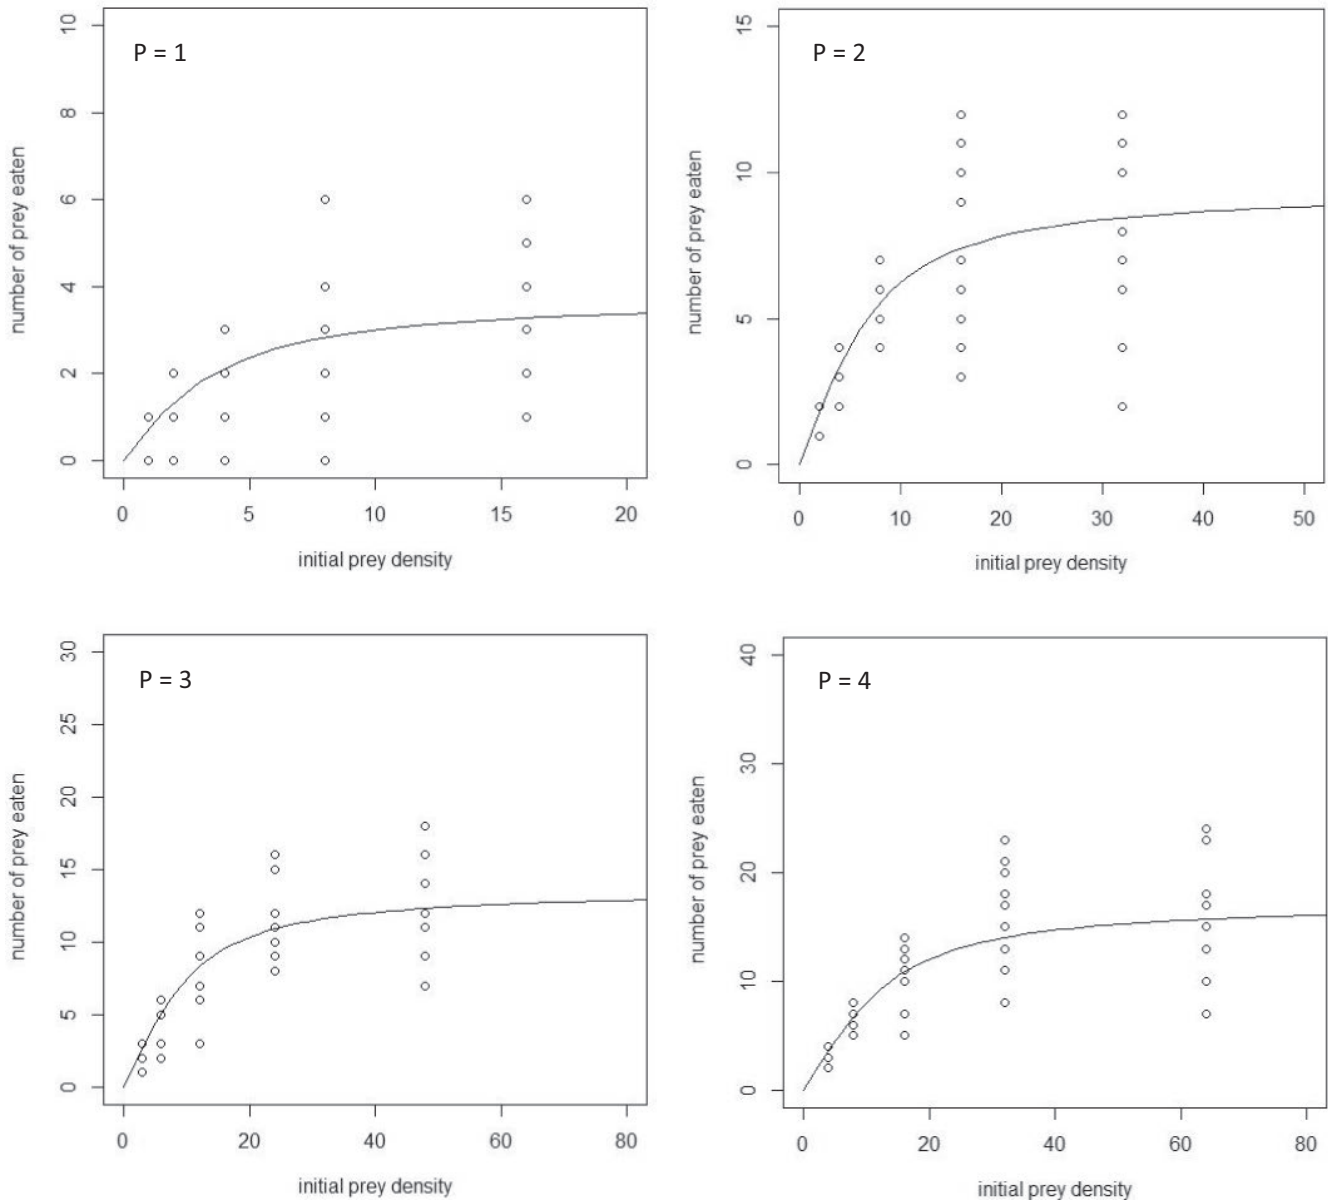 P = 1
10
8
6
4
2
0
number of prey eaten
0 5 10 15 20
initial prey density
P = 2
15
10
5
0
number of prey eaten
0 10 20 30 40 50
initial prey density
P = 3
30
25
20
15
10
5
0
number of prey eaten
0 20 40 60 80
initial prey density
P = 4
40
30
20
10
0
number of prey eaten
0 20 40 60 80
initial prey density